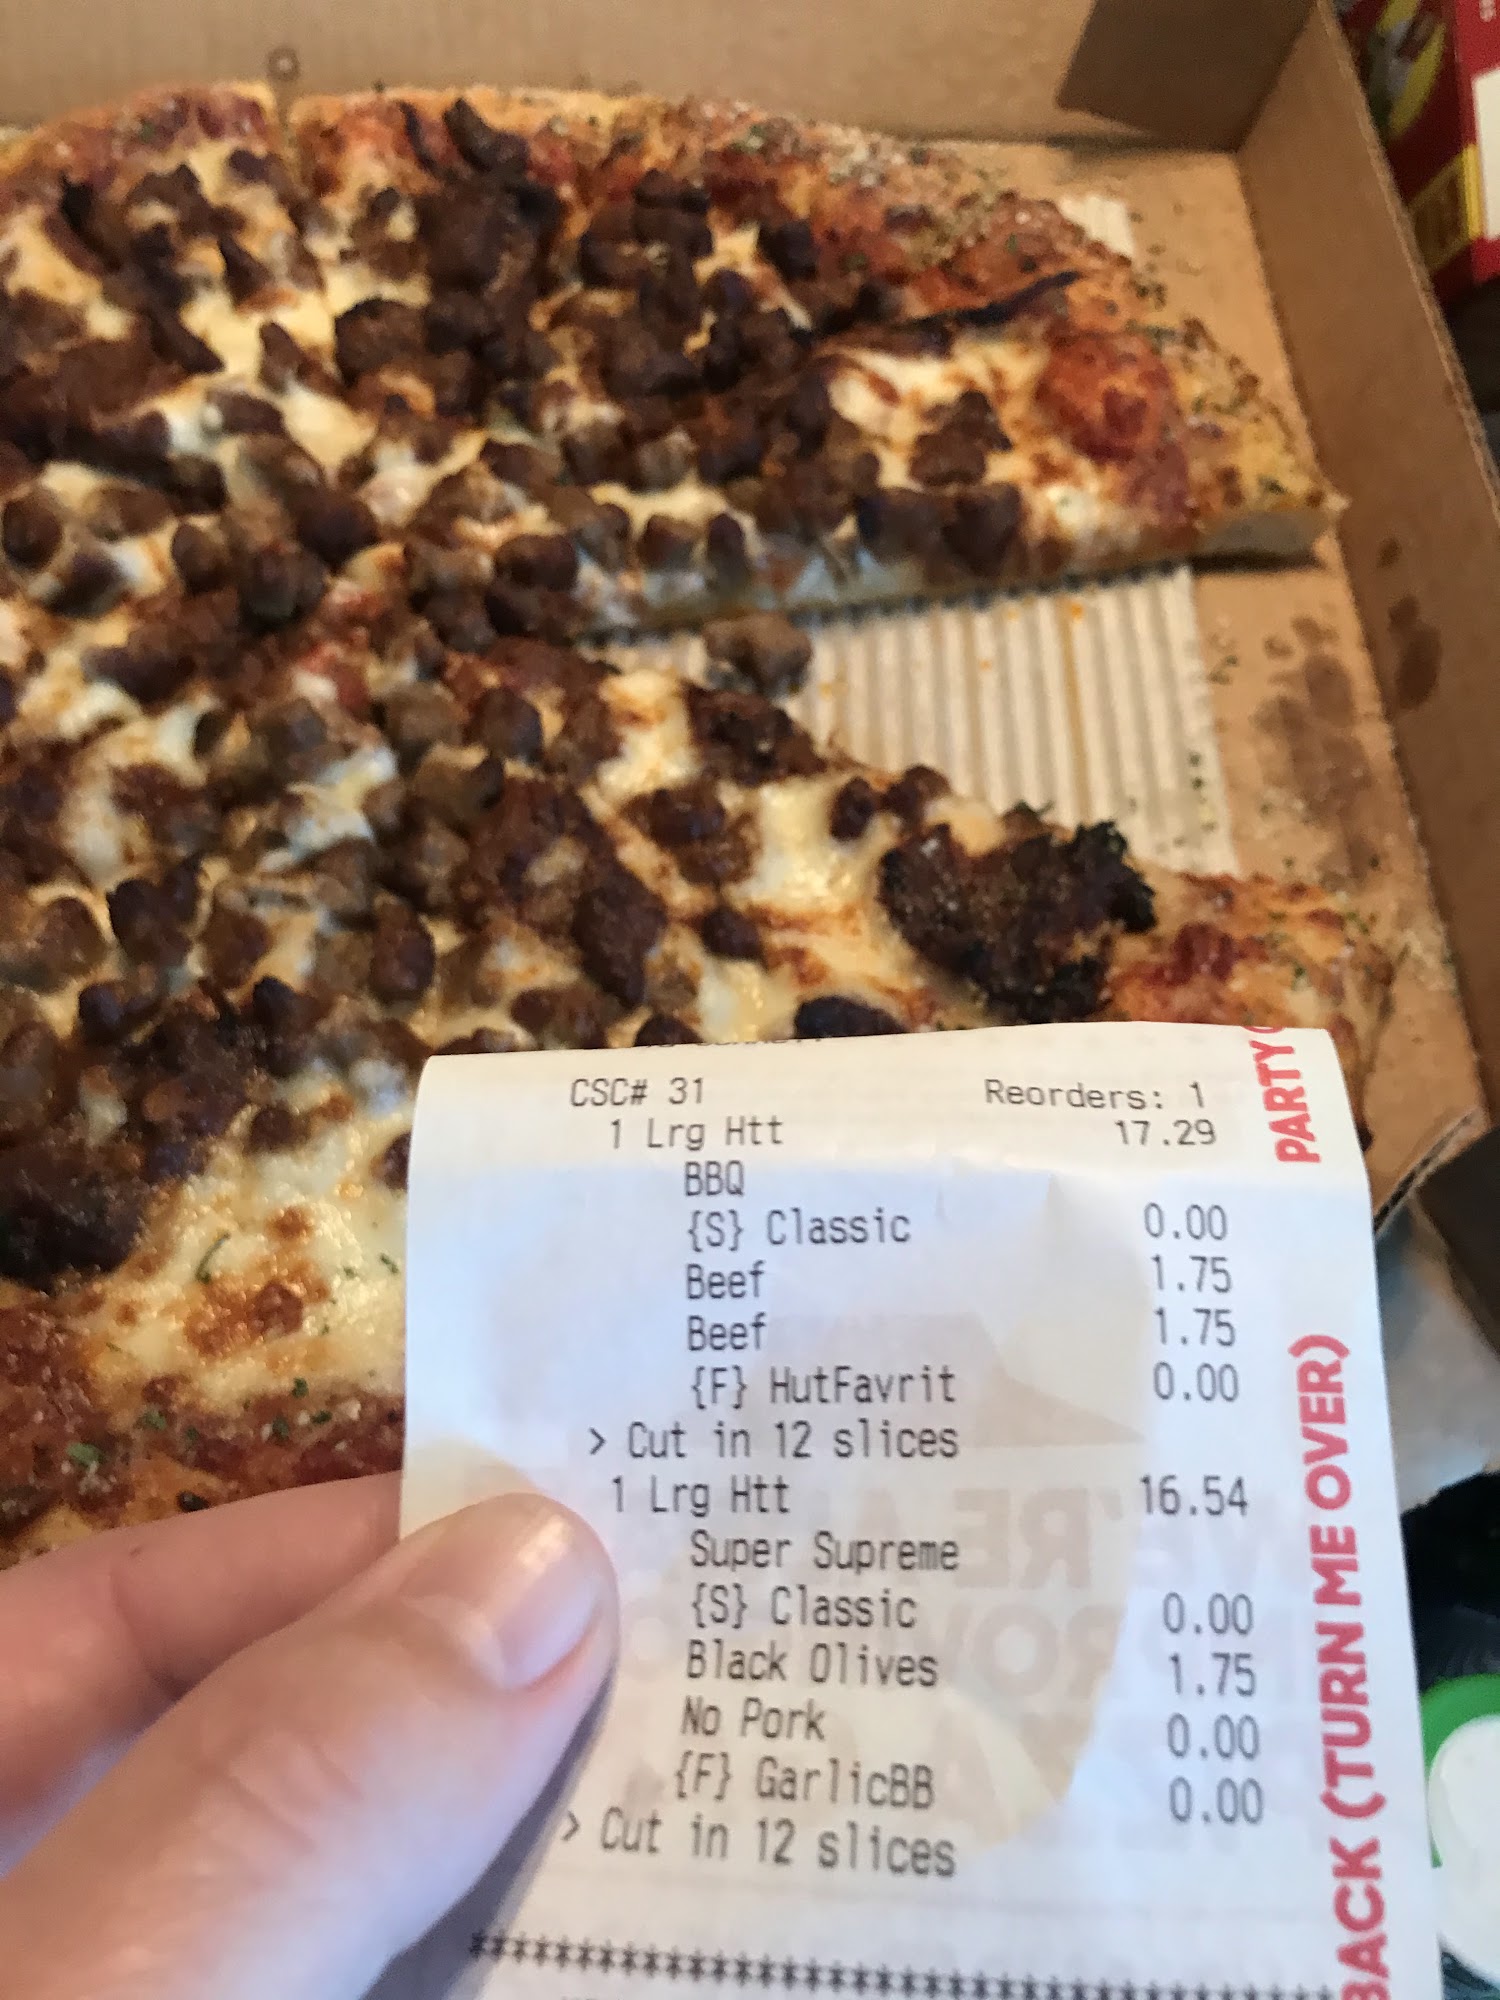 CSC# 31 Reorders: 1
1 Lrg Htt 17.29
BBQ
{S} Classic 0.00
Beef 1.75
Beef 1.75
{F} HutFavrit 0.00
> Cut in 12 slices
1 Lrg Htt 16.54
Super Supreme
{S} Classic 0.00
Black Olives 1.75
No Pork 0.00
{F} GarlicBB 0.00
> Cut in 12 slices
*****************************************
PARTY
BACK (TURN ME OVER)